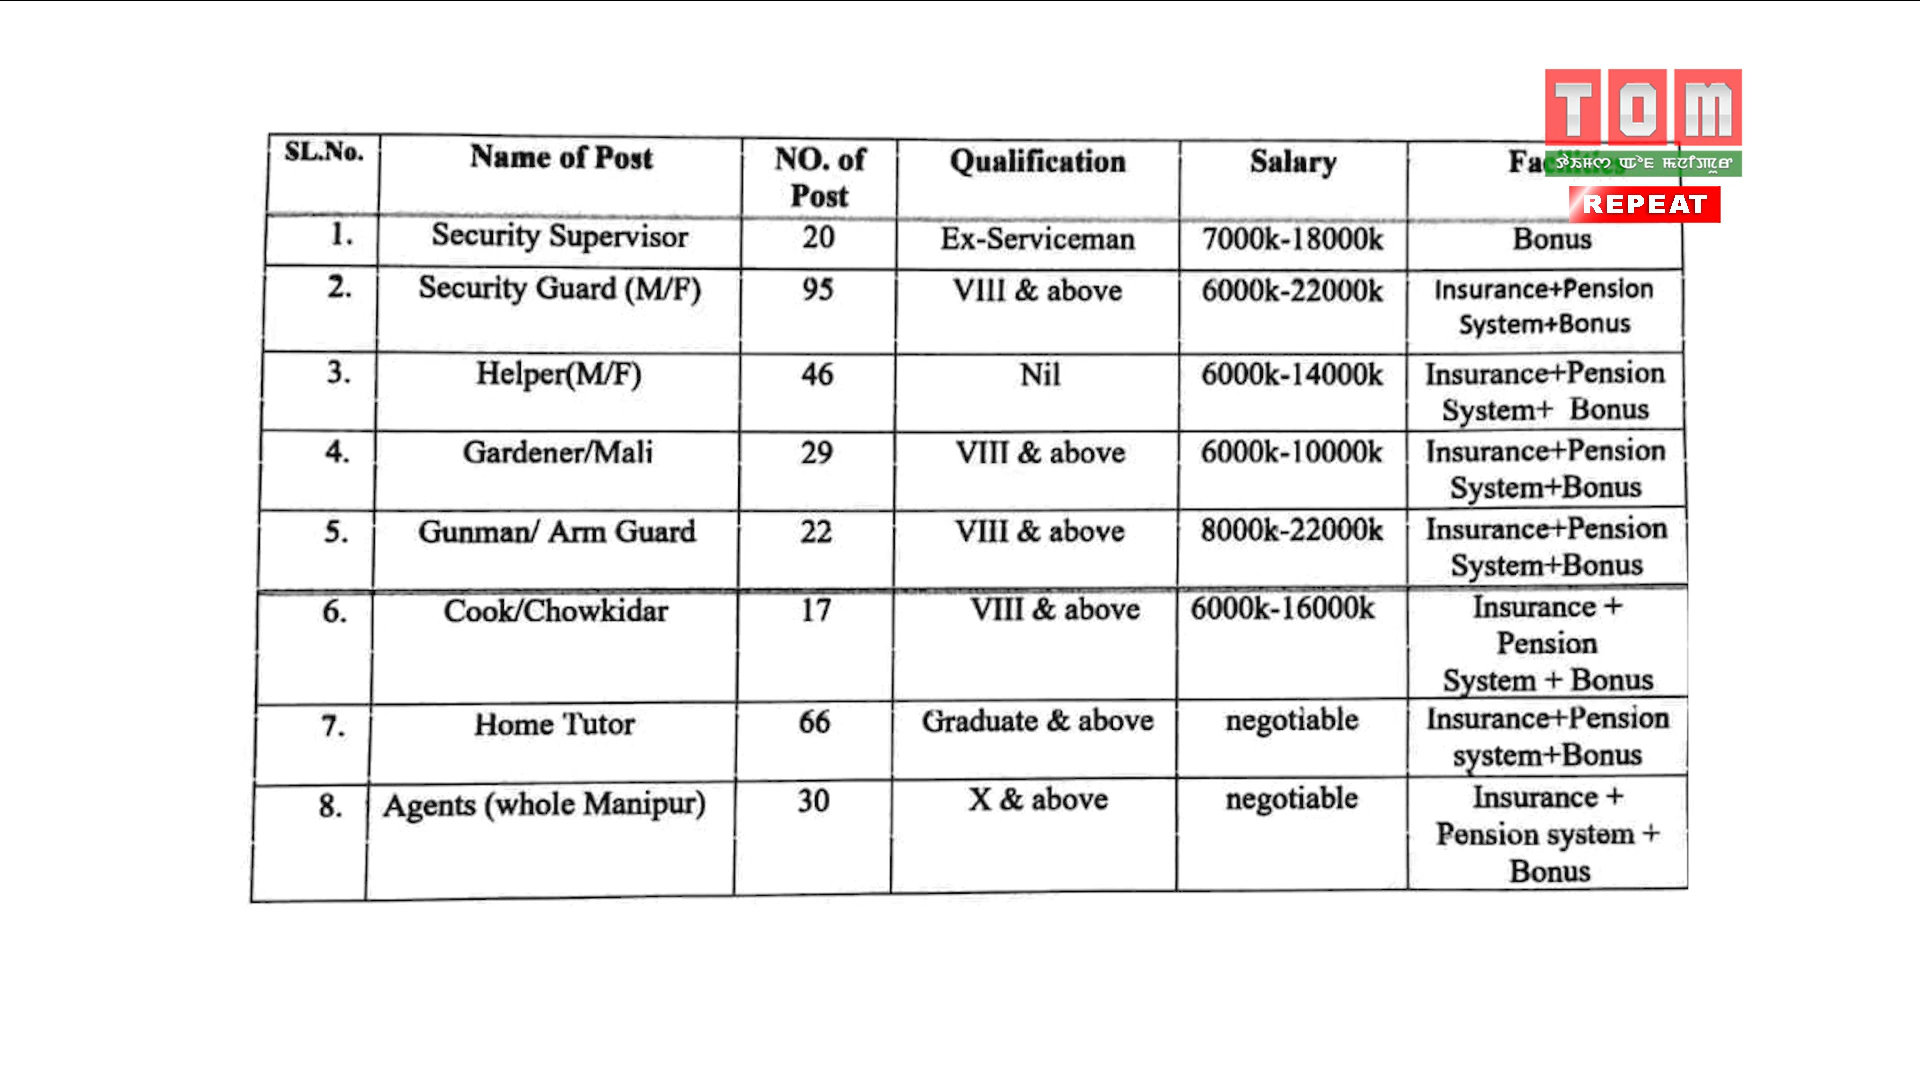 TOM
REPEAT
SL.No. Name of Post NO. of Post Qualification Salary Facilities
1. Security Supervisor 20 Ex-Serviceman 7000k-18000k Bonus
2. Security Guard (M/F) 95 VIII & above 6000k-22000k Insurance+Pension
System+Bonus
3. Helper(M/F) 46 Nil 6000k-14000k Insurance+Pension
System+ Bonus
4. Gardener/Mali 29 VIII & above 6000k-10000k Insurance+Pension
System+Bonus
5. Gunman/ Arm Guard 22 VIII & above 8000k-22000k Insurance+Pension
System+Bonus
6. Cook/Chowkidar 17 VIII & above 6000k-16000k Insurance +
Pension
System + Bonus
7. Home Tutor 66 Graduate & above negotiable Insurance+Pension
system+Bonus
8. Agents (whole Manipur) 30 X & above negotiable Insurance +
Pension system +
Bonus